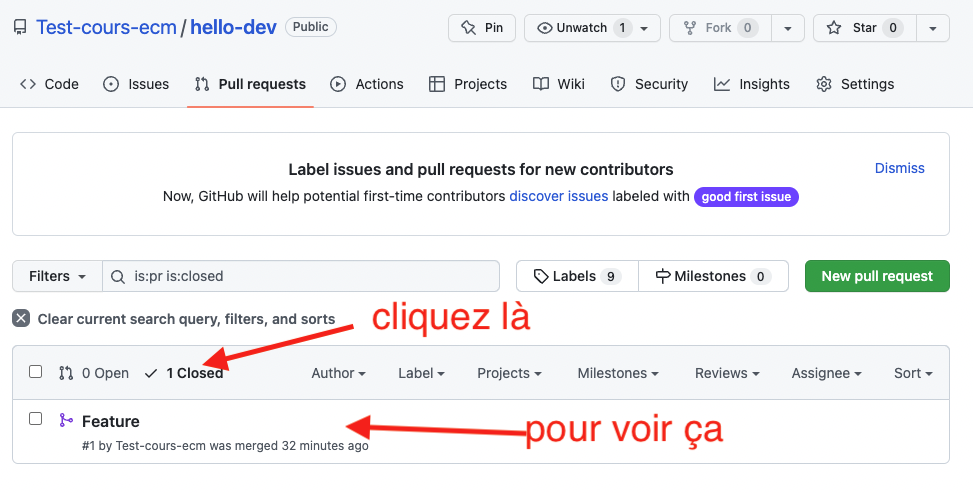 Test-cours-ecm / hello-dev Public Pin Unwatch 1 Fork 0 Star 0
Code Issues Pull requests Actions Projects Wiki Security Insights Settings
Label issues and pull requests for new contributors Dismiss
Now, GitHub will help potential first-time contributors discover issues labeled with good first issue
Filters is:pr is:closed Labels 9 Milestones 0 New pull request
Clear current search query, filters, and sorts
cliquez là
0 Open 1 Closed Author Label Projects Milestones Reviews Assignee Sort
Feature
pour voir ça
#1 by Test-cours-ecm was merged 32 minutes ago